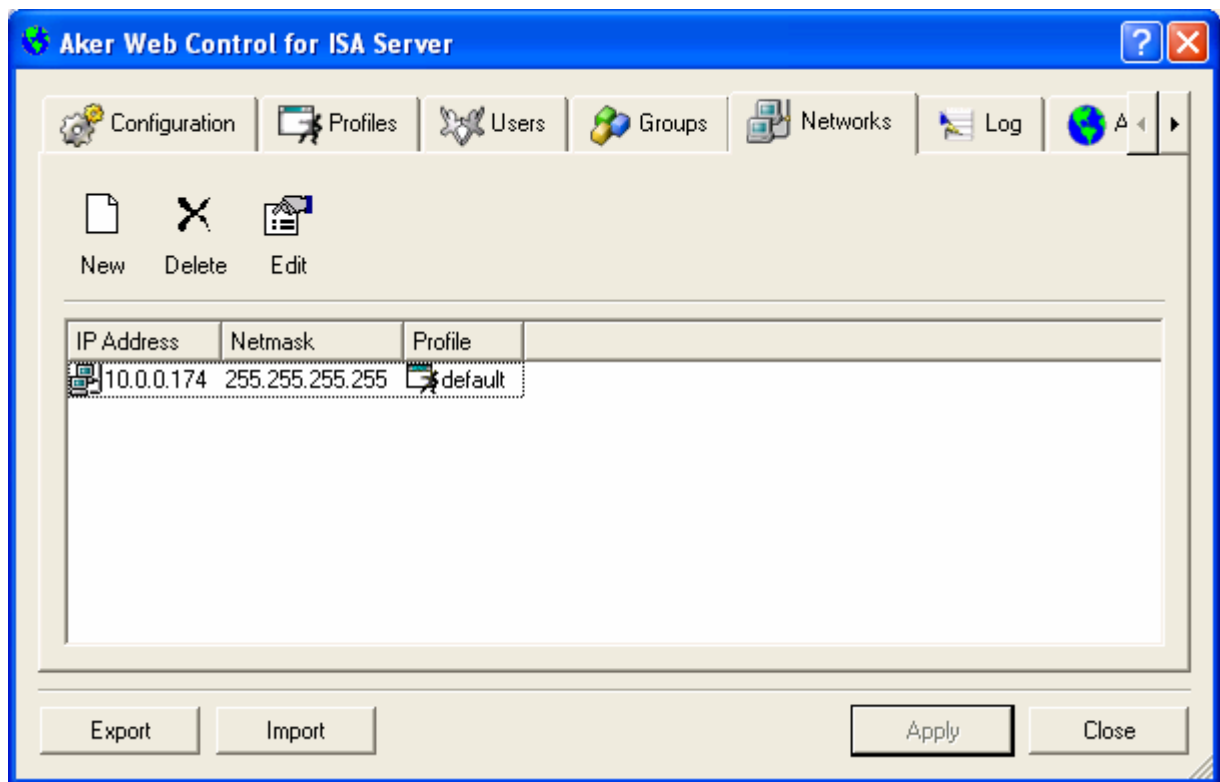 Aker Web Control for ISA Server
Configuration Profiles Users Groups Networks Log A
New Delete Edit
IP Address Netmask Profile
10.0.0.174 255.255.255.255 default
Export Import Apply Close